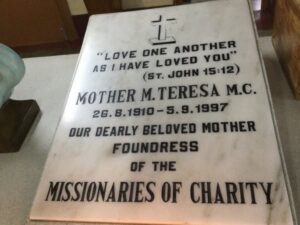 "LOVE ONE ANOTHER
AS I HAVE LOVED YOU"
(ST. JOHN 15:12)
MOTHER M. TERESA M.C.
26.8.1910-5.9.1997
OUR DEARLY BELOVED MOTHER
FOUNDRESS
OF THE
MISSIONARIES OF CHARITY